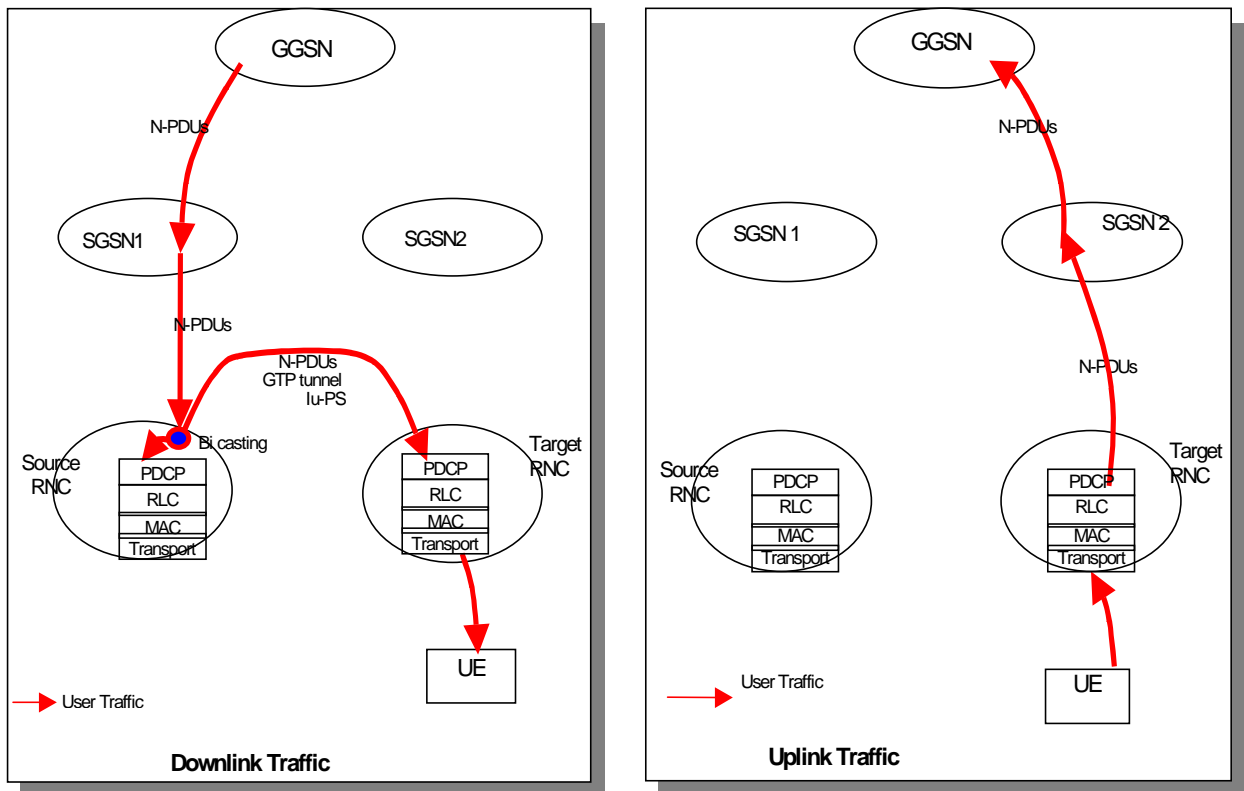 GGSN
N-PDUs
SGSN1
SGSN2
N-PDUs
N-PDUs
GTP tunnel
Iu-PS
Bi casting
Source
RNC
PDCP
RLC
MAC
Transport
Target
RNC
PDCP
RLC
MAC
Transport
UE
User Traffic
Downlink Traffic
GGSN
N-PDUs
SGSN 1
SGSN 2
N-PDUs
Source
RNC
PDCP
RLC
MAC
Transport
Target
RNC
PDCP
RLC
MAC
Transport
UE
User Traffic
Uplink Traffic